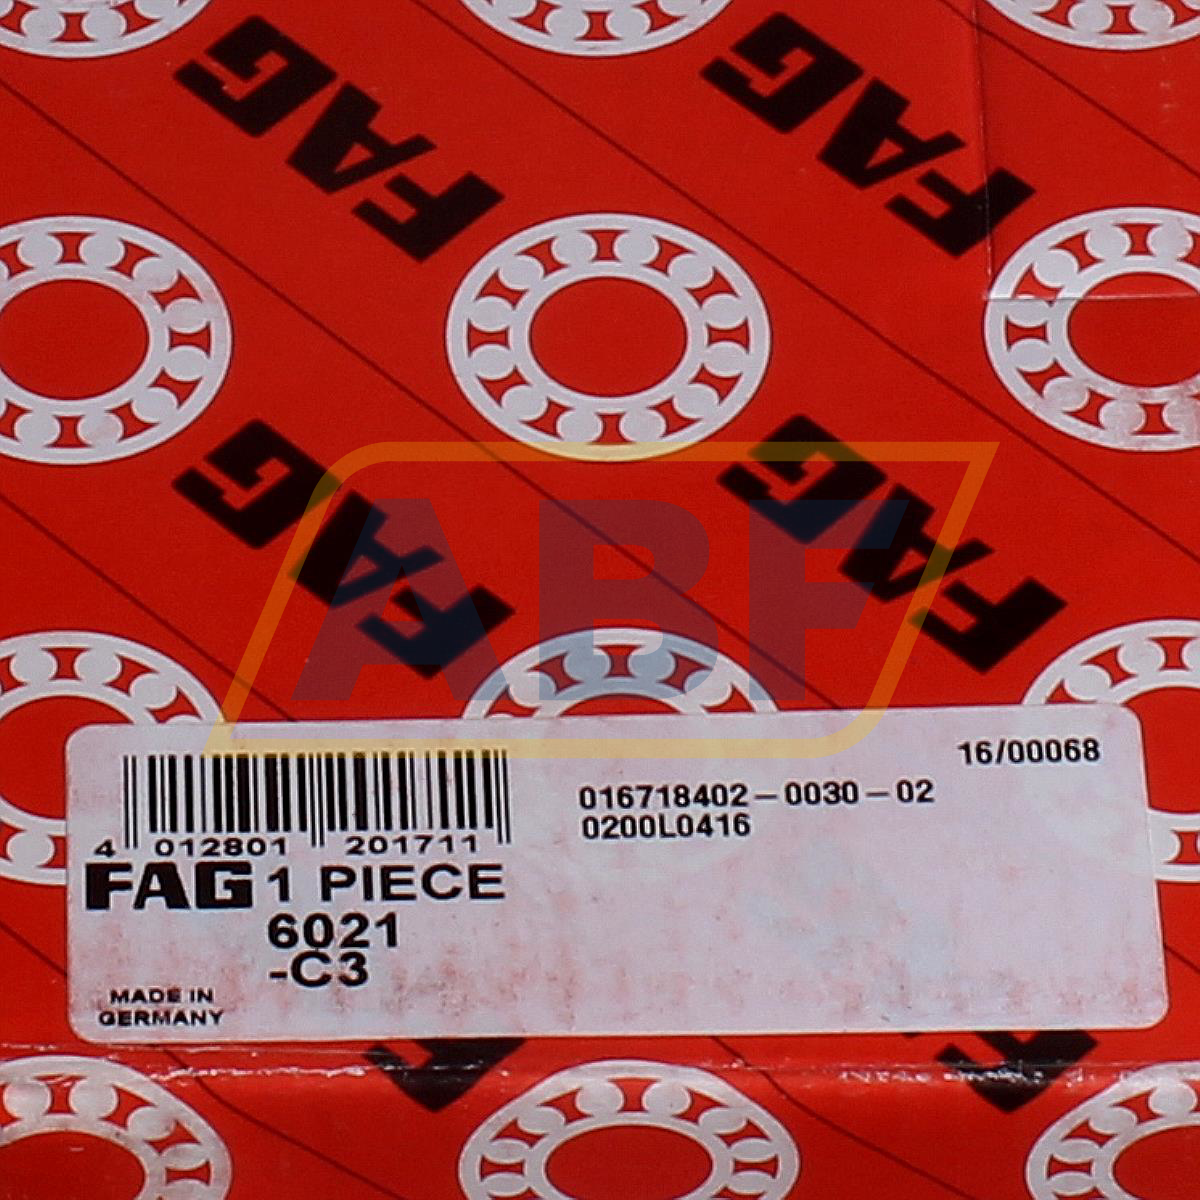 FAG FAG
FAG FAG
ABF
16/00068
016718402-0030-02
0200L0416
4 012801 201711
FAG 1 PIECE
6021
-C3
MADE IN
GERMANY